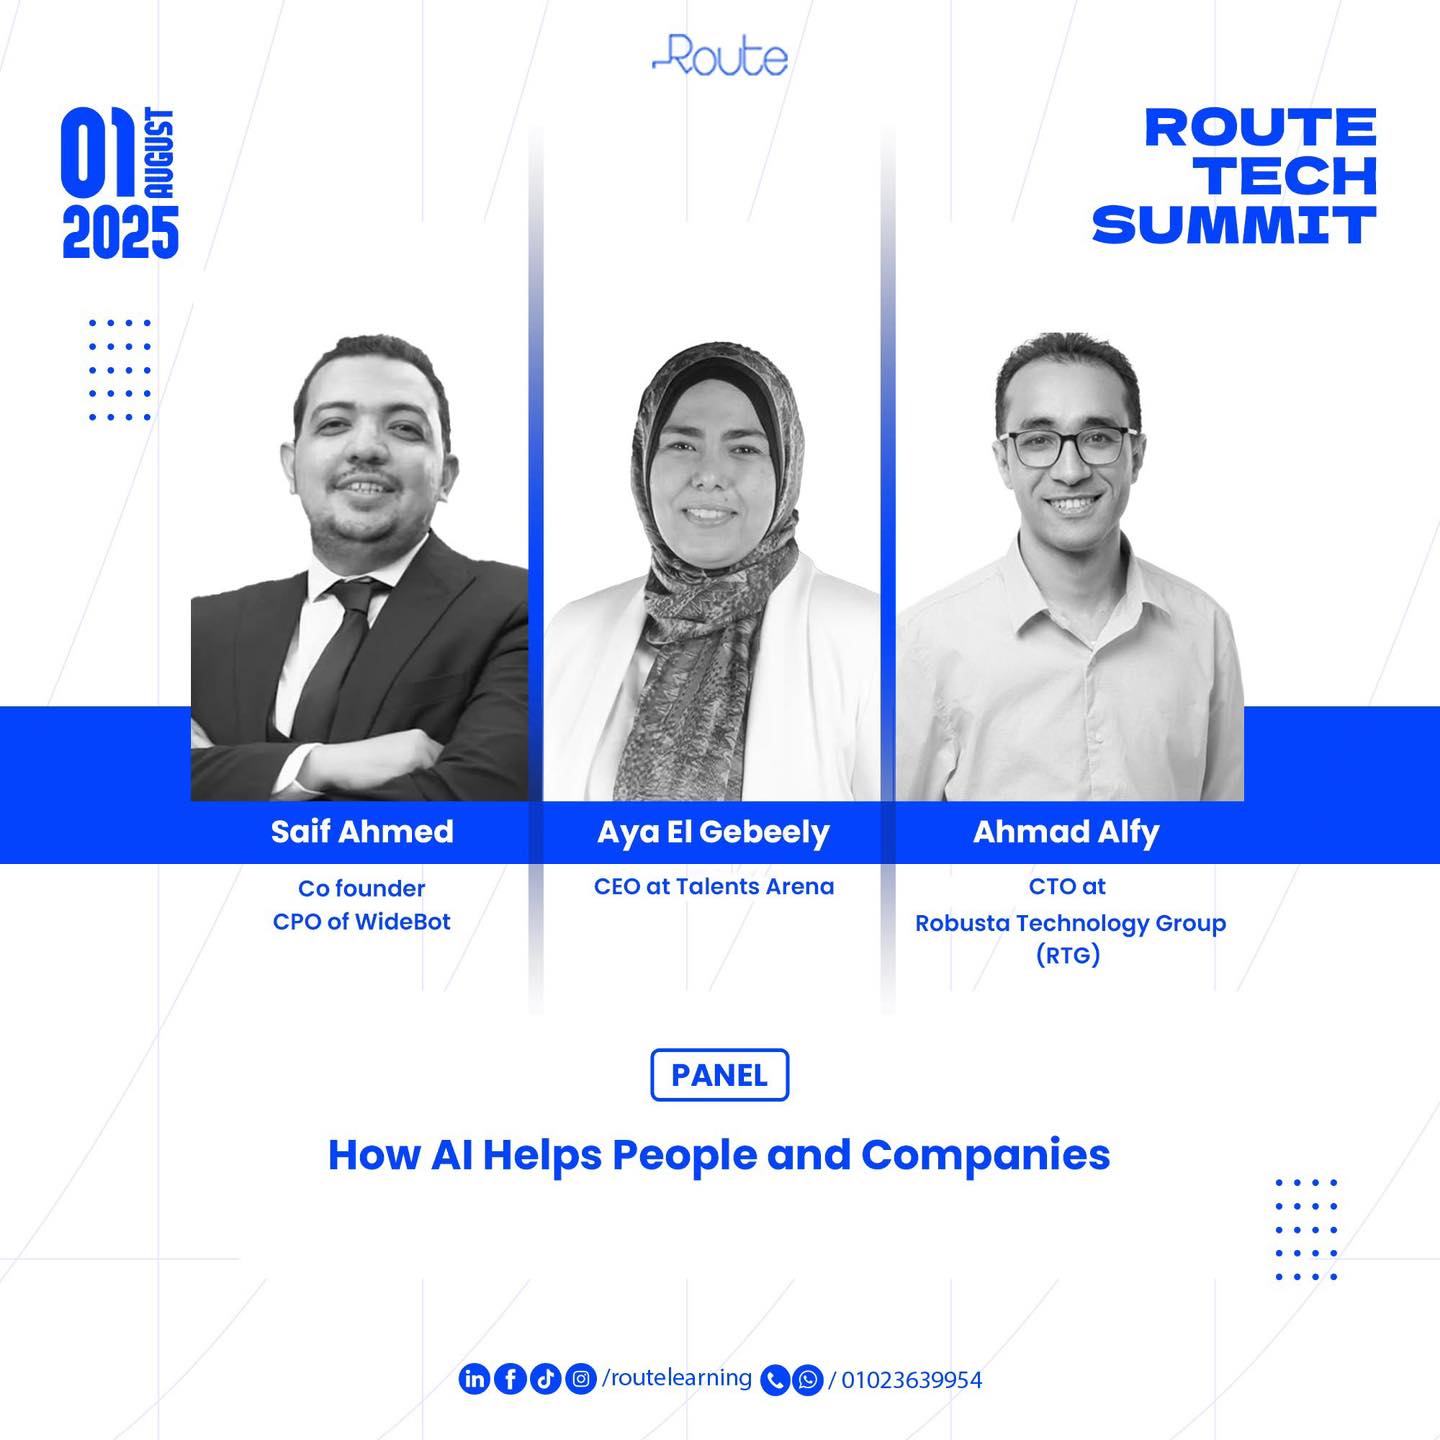 Route
01 AUGUST
2025
ROUTE
TECH
SUMMIT
Saif Ahmed
Co founder
CPO of WideBot
Aya El Gebeely
CEO at Talents Arena
Ahmad Alfy
CTO at
Robusta Technology Group
(RTG)
PANEL
How AI Helps People and Companies
/routelearning / 01023639954